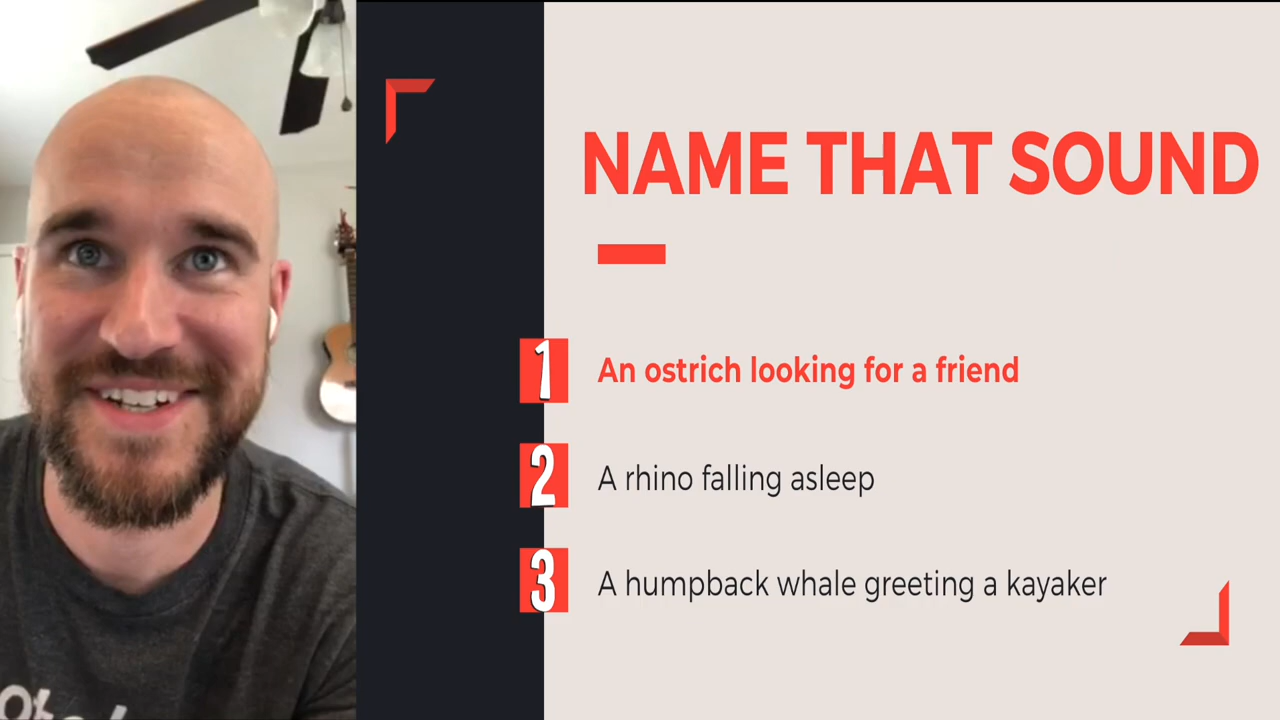 NAME THAT SOUND
1 An ostrich looking for a friend
2 A rhino falling asleep
3 A humpback whale greeting a kayaker